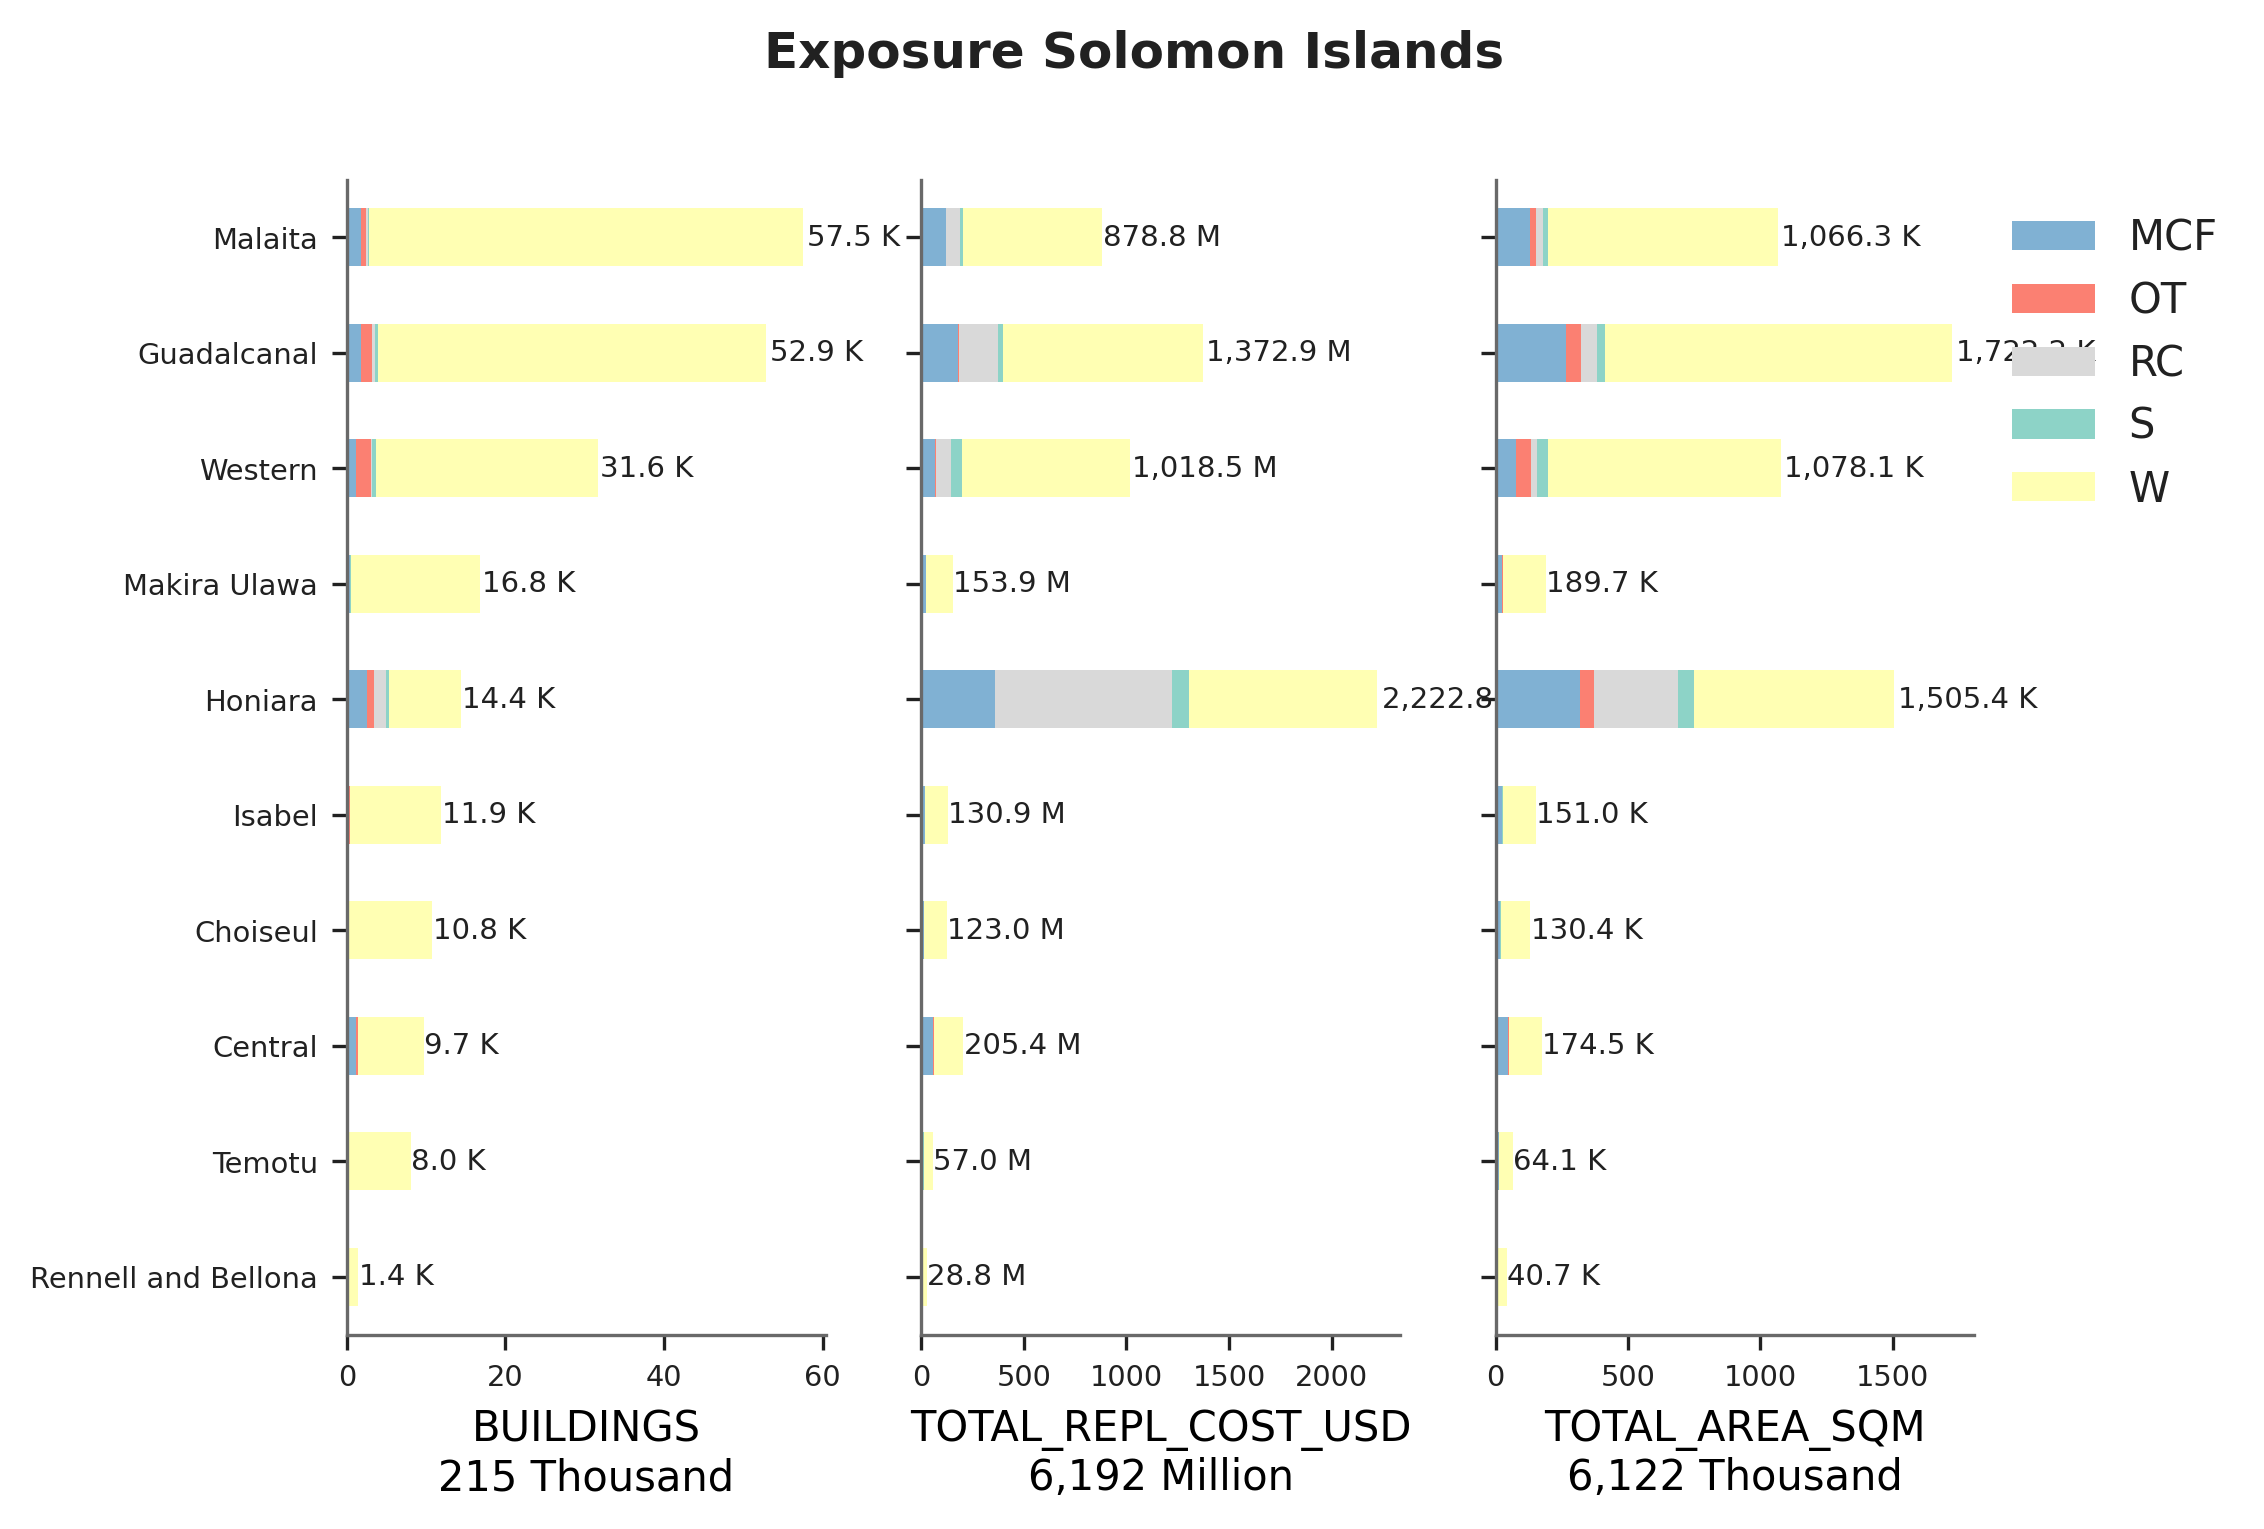 Exposure Solomon Islands
Malaita
57.5 K
878.8 M
1,066.3 K
MCF
OT
Guadalcanal
52.9 K
1,372.9 M
RC
S
Western
31.6 K
1,018.5 M
1,078.1 K
W
Makira Ulawa
16.8 K
153.9 M
189.7 K
Honiara
14.4 K
2,222.8
1,505.4 K
Isabel
11.9 K
130.9 M
151.0 K
Choiseul
10.8 K
123.0 M
130.4 K
Central
9.7 K
205.4 M
174.5 K
Temotu
8.0 K
57.0 M
64.1 K
Rennell and Bellona
1.4 K
28.8 M
40.7 K
0 20 40 60
0 500 1000 1500 2000
0 500 1000 1500
BUILDINGS
215 Thousand
TOTAL_REPL_COST_USD
6,192 Million
TOTAL_AREA_SQM
6,122 Thousand